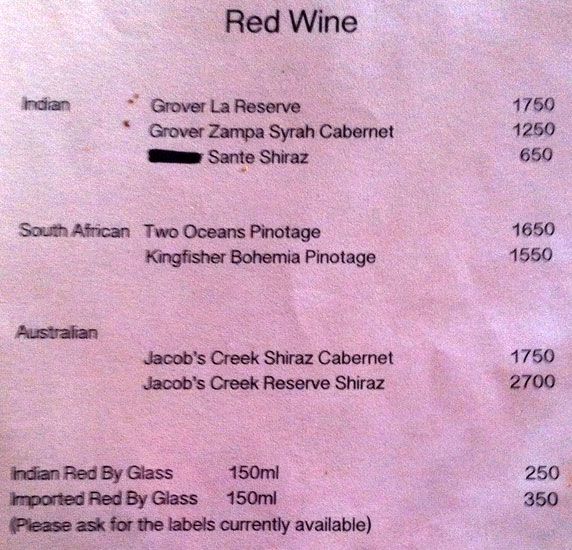 Red Wine
Indian Grover La Reserve 1750
Grover Zampa Syrah Cabernet 1250
Sante Shiraz 650
South African Two Oceans Pinotage 1650
Kingfisher Bohemia Pinotage 1550
Australian
Jacob's Creek Shiraz Cabernet 1750
Jacob's Creek Reserve Shiraz 2700
Indian Red By Glass 150ml 250
Imported Red By Glass 150ml 350
(Please ask for the labels currently available)